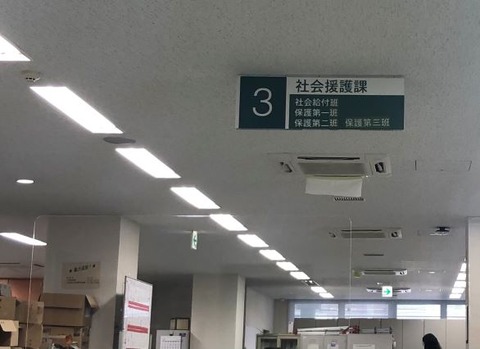 3
社会援護課
社会給付班
保護第一班
保護第二班 保護第三班